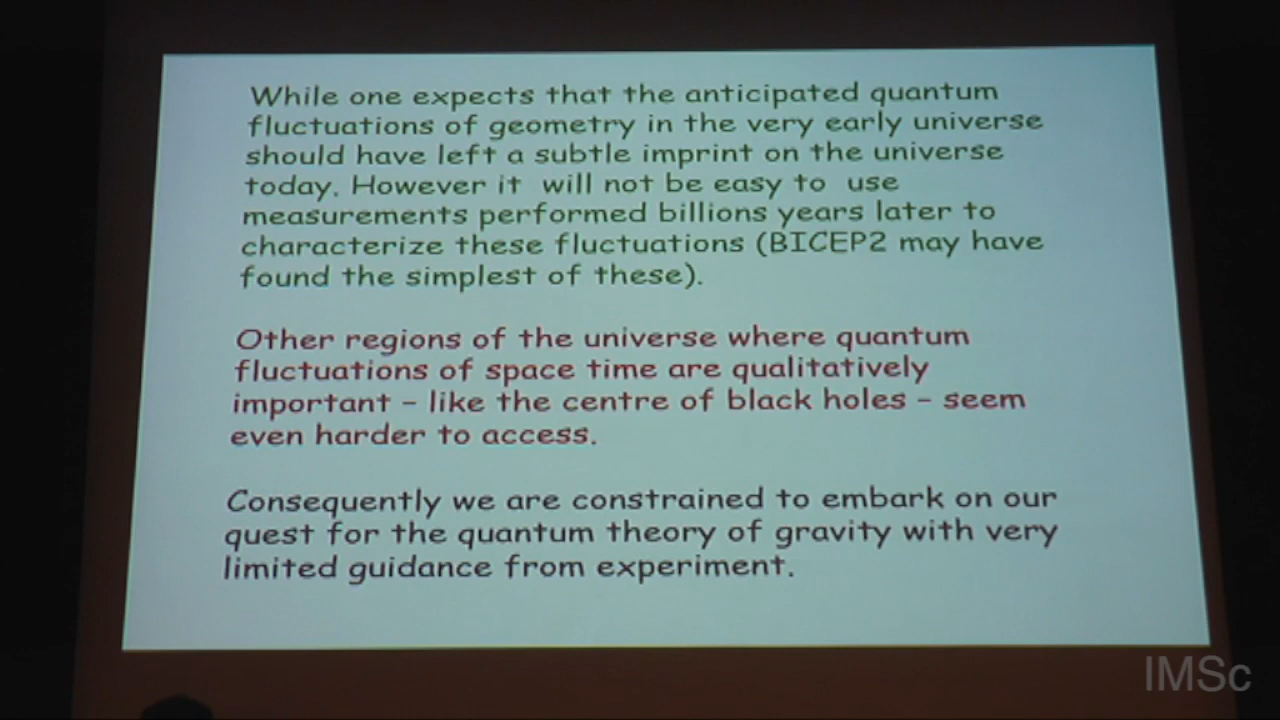 While one expects that the anticipated quantum
fluctuations of geometry in the very early universe
should have left a subtle imprint on the universe
today. However it will not be easy to use
measurements performed billions years later to
characterize these fluctuations (BICEP2 may have
found the simplest of these).
Other regions of the universe where quantum
fluctuations of space time are qualitatively
important – like the centre of black holes – seem
even harder to access.
Consequently we are constrained to embark on our
quest for the quantum theory of gravity with very
limited guidance from experiment.
IMSc